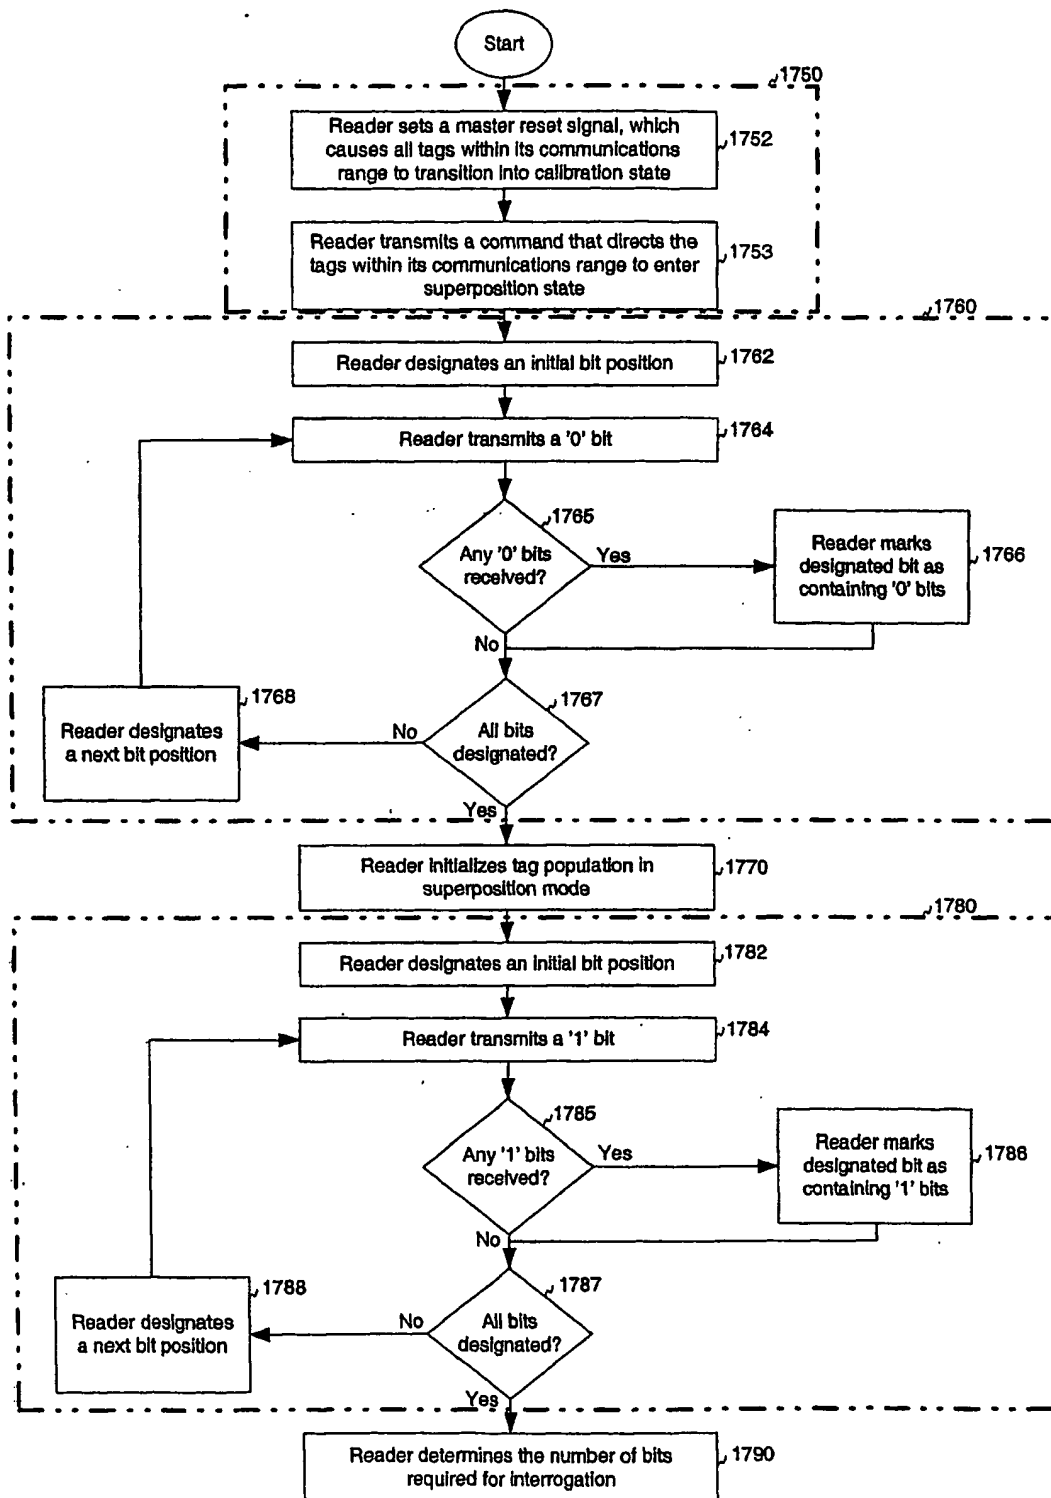 Start
1750
Reader sets a master reset signal, which
causes all tags within its communications
range to transition into calibration state
1752
Reader transmits a command that directs the
tags within its communications range to enter
superposition state
1753
1760
Reader designates an initial bit position
1762
Reader transmits a '0' bit
1764
1765
Any '0' bits
received?
Yes
Reader marks
designated bit as
containing '0' bits
1766
No
1767
All bits
designated?
No
1768
Reader designates
a next bit position
Yes
Reader initializes tag population in
superposition mode
1770
1780
Reader designates an initial bit position
1782
Reader transmits a '1' bit
1784
1785
Any '1' bits
received?
Yes
Reader marks
designated bit as
containing '1' bits
1786
No
1787
All bits
designated?
No
1788
Reader designates
a next bit position
Yes
Reader determines the number of bits
required for interrogation
1790